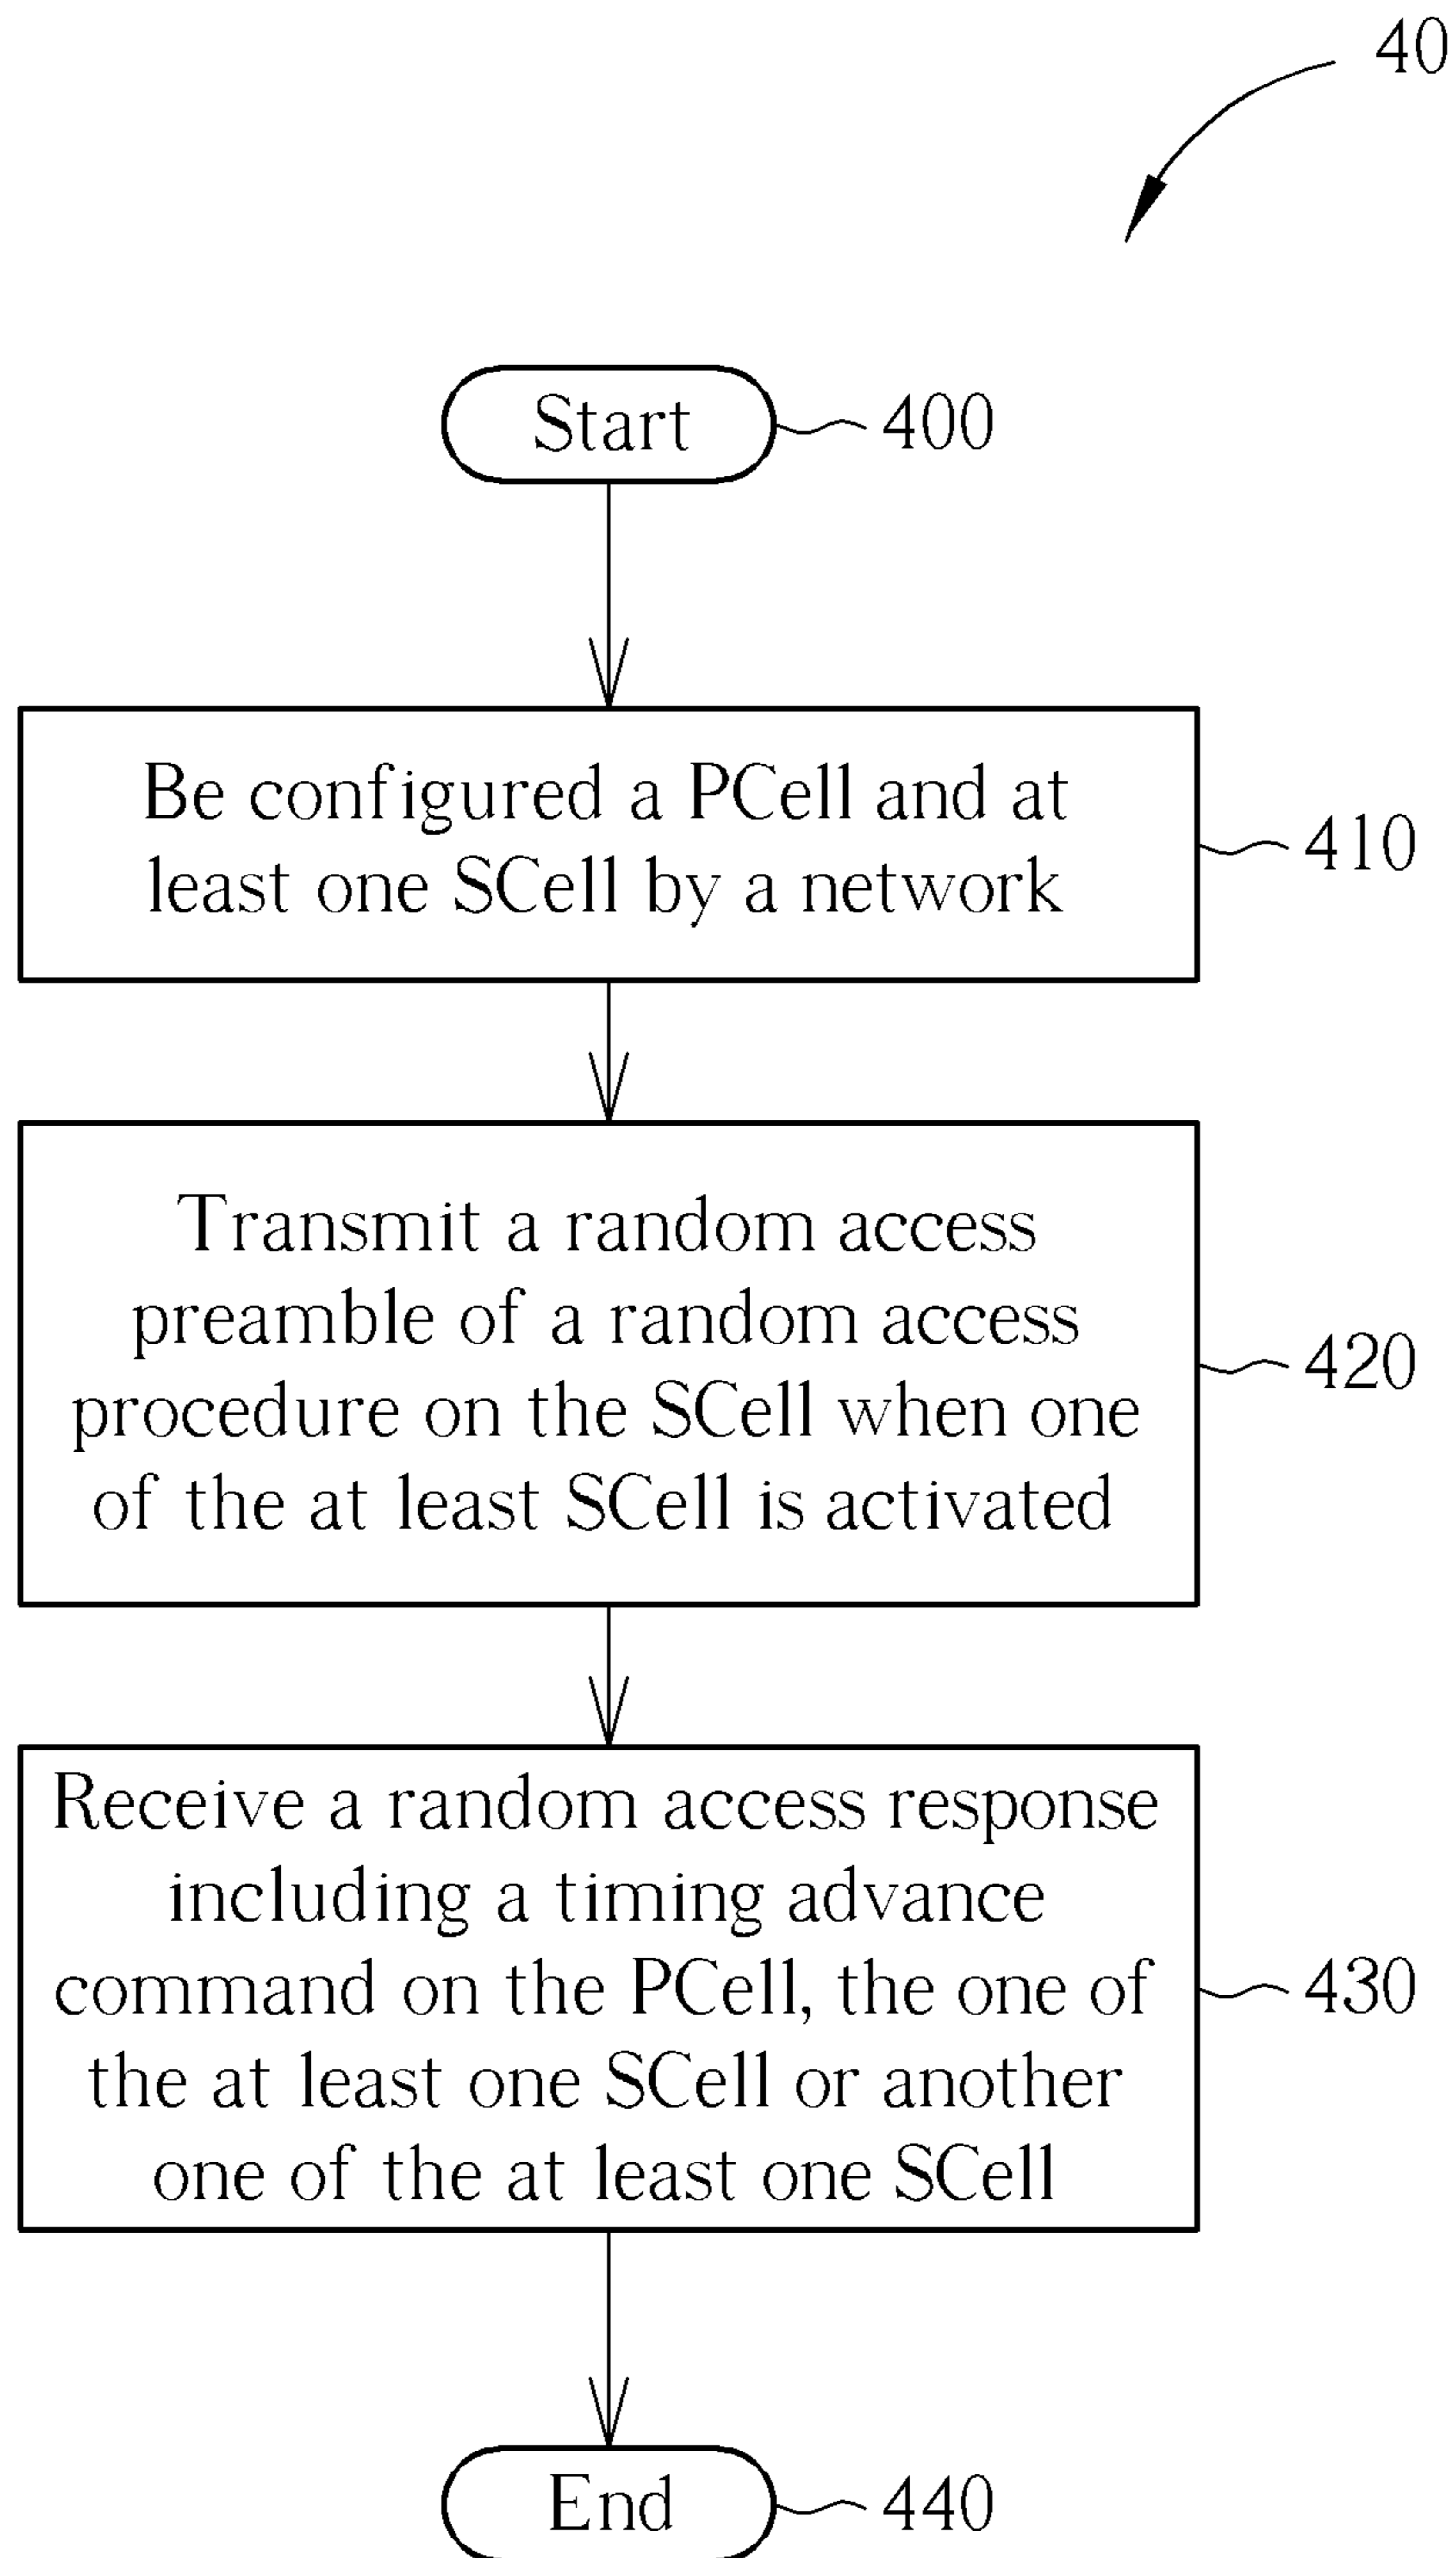 40
Start
400
Be configured a PCell and at
least one SCell by a network
410
Transmit a random access
preamble of a random access
procedure on the SCell when one
of the at least SCell is activated
420
Receive a random access response
including a timing advance
command on the PCell, the one of
the at least one SCell or another
one of the at least one SCell
430
End
440